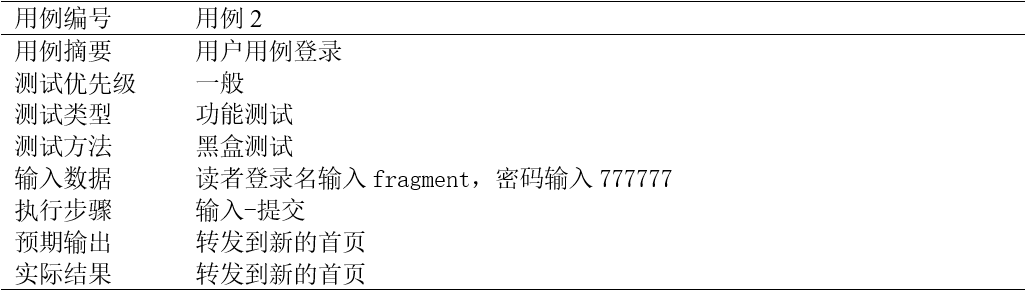 用例编号 用例 2
用例摘要 用户用例登录
测试优先级 一般
测试类型 功能测试
测试方法 黑盒测试
输入数据 读者登录名输入 fragment，密码输入 777777
执行步骤 输入-提交
预期输出 转发到新的首页
实际结果 转发到新的首页